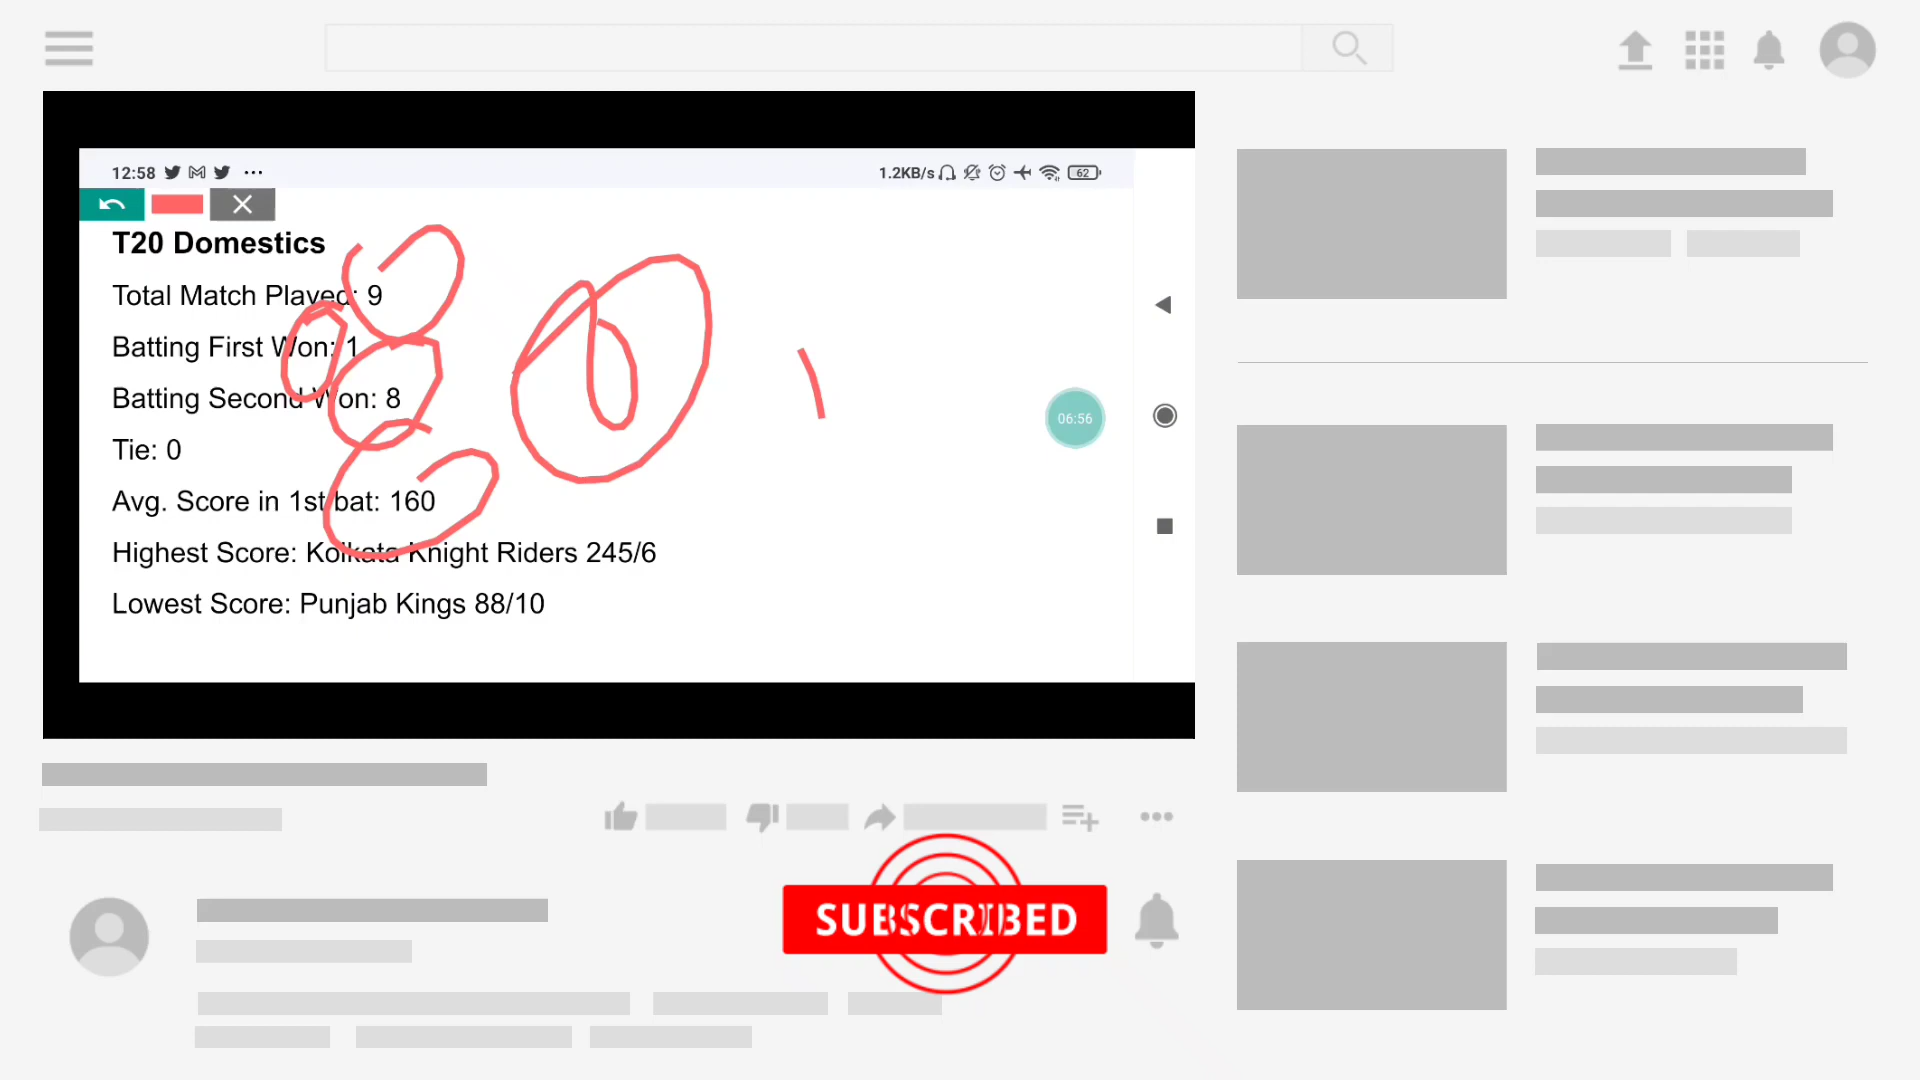 12:58 ... 1.2KB/s 62
T20 Domestics
Total Match Played: 9
Batting First Won: 1
Batting Second Won: 8
Tie: 0
06:56
Avg. Score in 1st bat: 160
Highest Score: Kolkata Knight Riders 245/6
Lowest Score: Punjab Kings 88/10
SUBSCRIBED